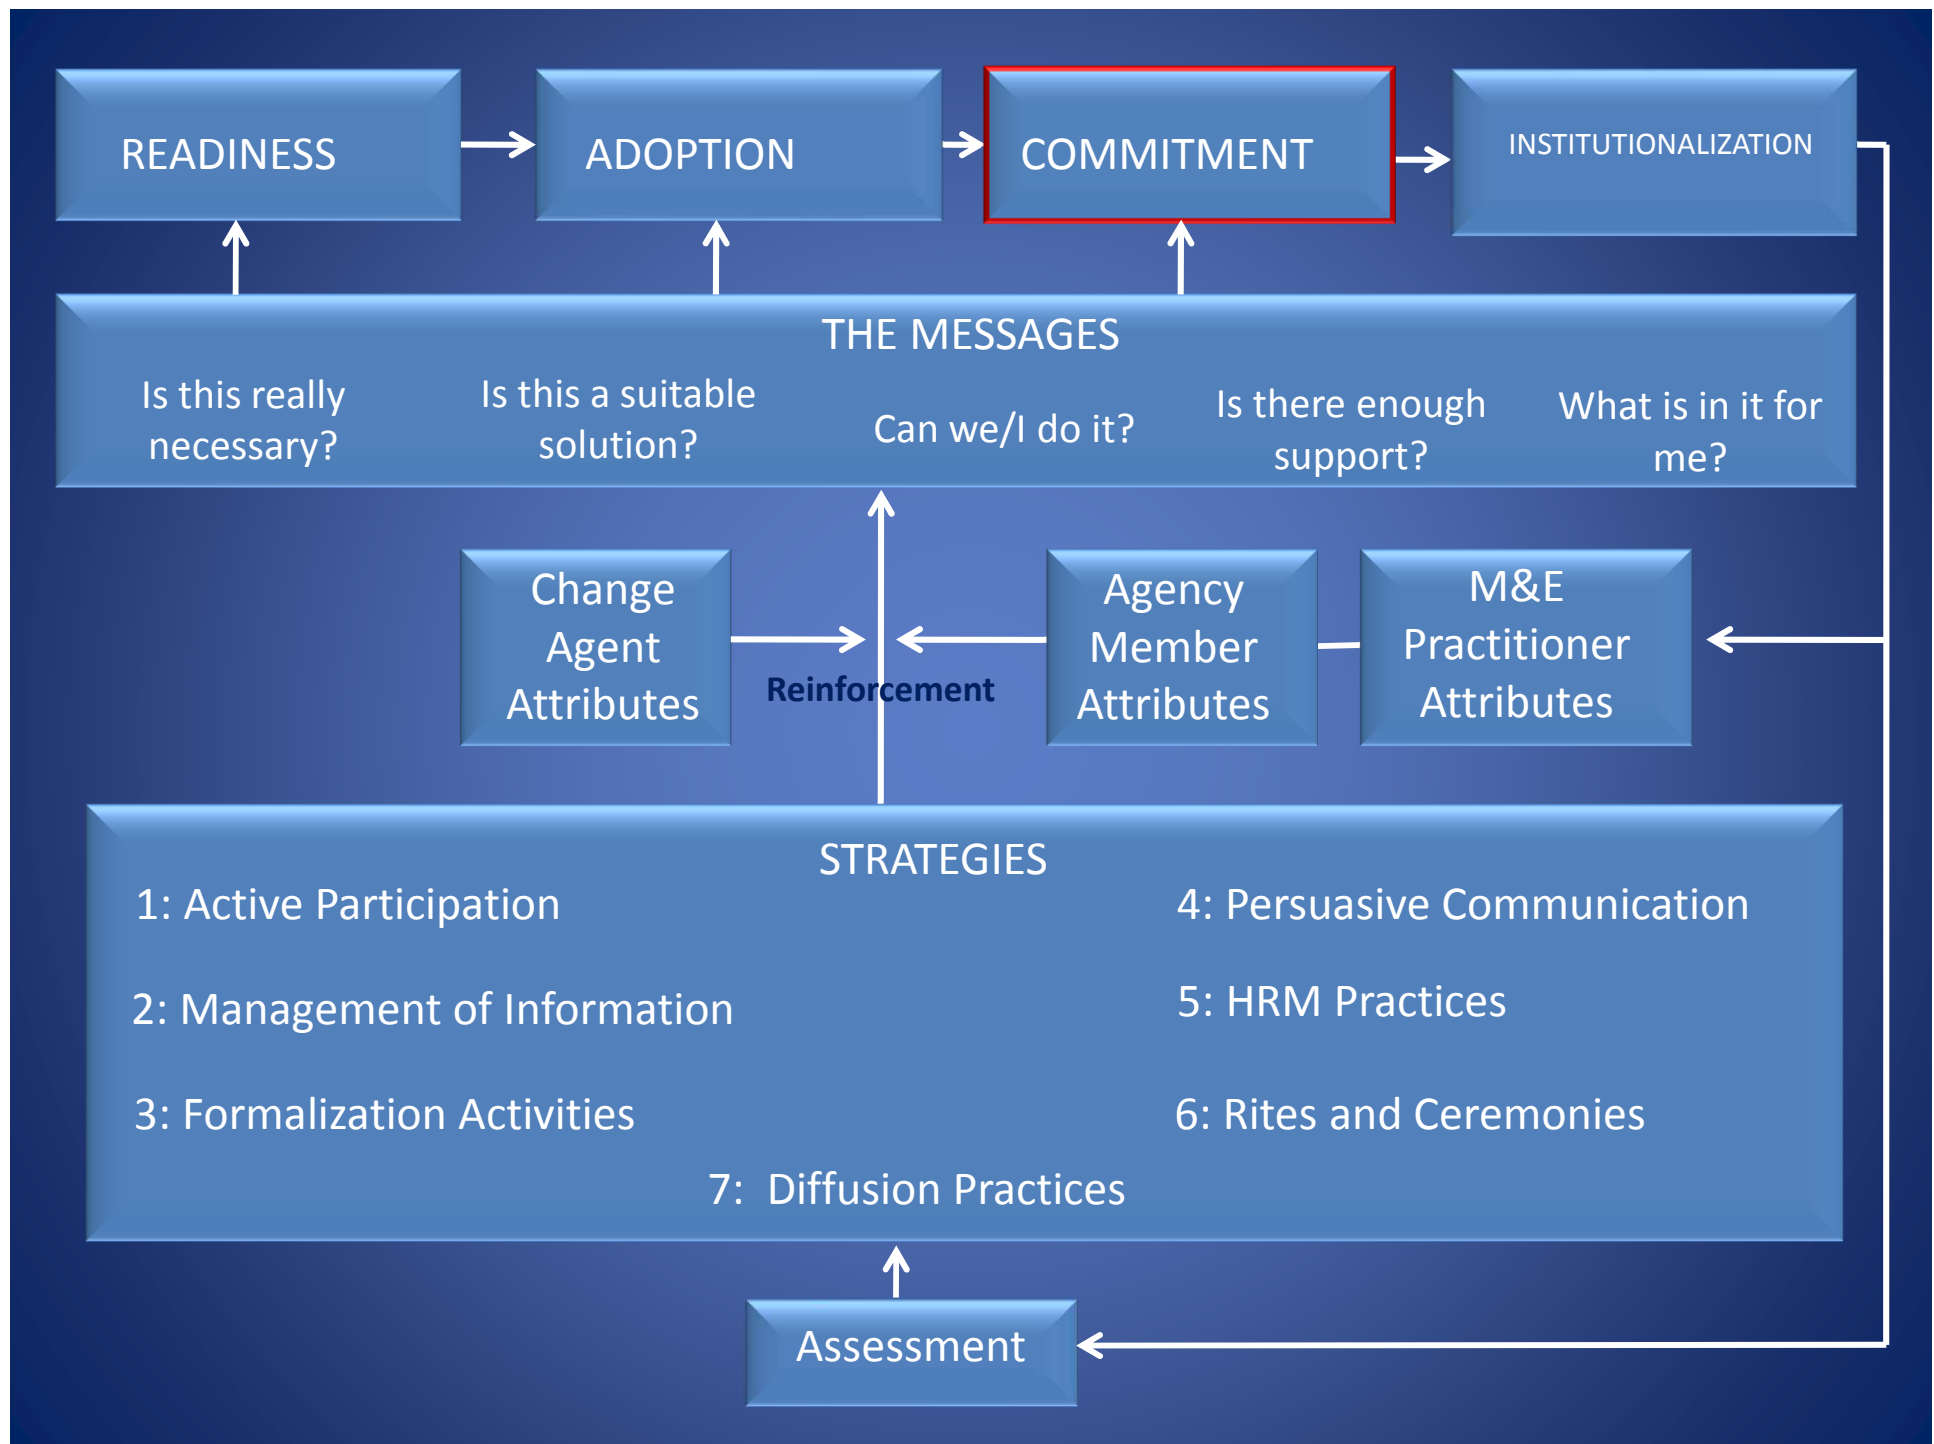 READINESS
ADOPTION
COMMITMENT
INSTITUTIONALIZATION
THE MESSAGES
Is this really
necessary?
Is this a suitable
solution?
Can we/I do it?
Is there enough
support?
What is in it for
me?
Change
Agent
Attributes
Reinforcement
Agency
Member
Attributes
M&E
Practitioner
Attributes
STRATEGIES
1: Active Participation
2: Management of Information
3: Formalization Activities
4: Persuasive Communication
5: HRM Practices
6: Rites and Ceremonies
7:  Diffusion Practices
Assessment